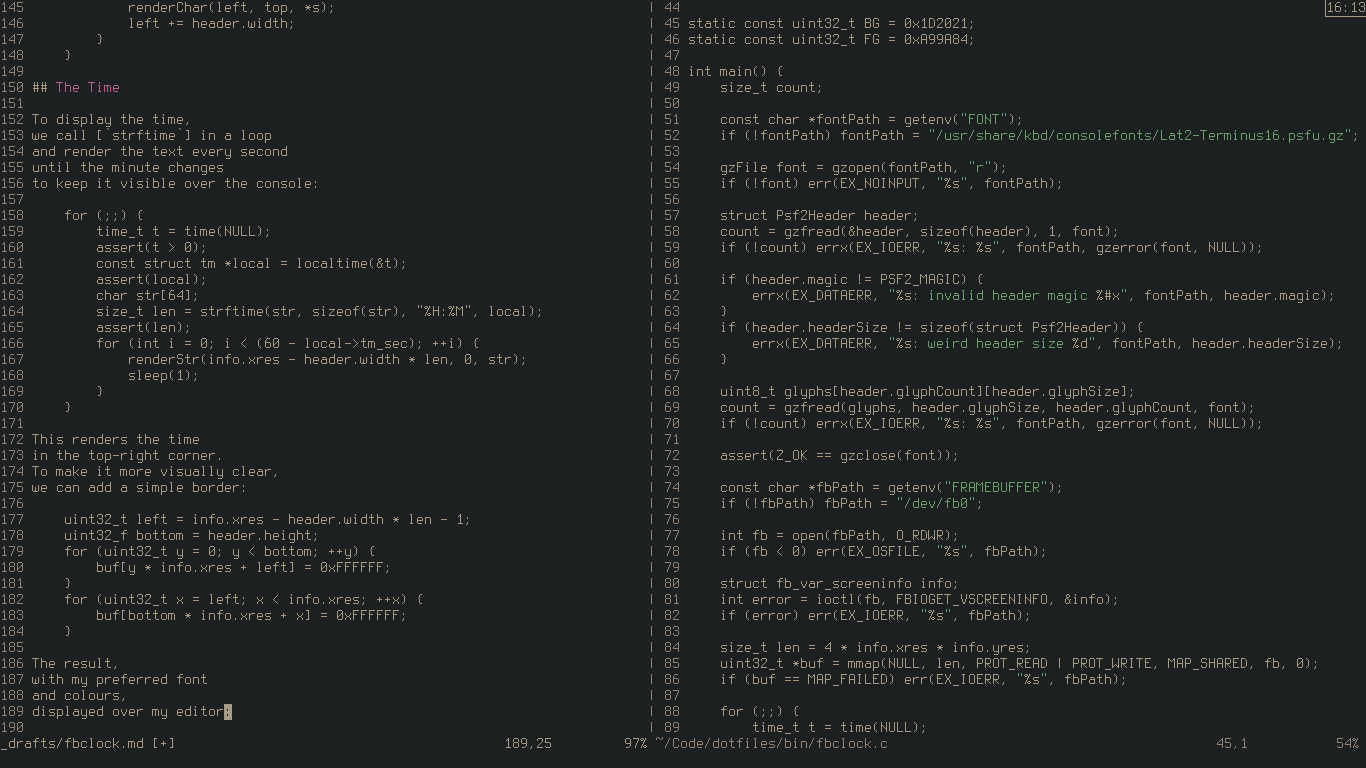 145             renderChar(left, top, *s);
146             left += header.width;
147         }
148     }
149
150 ## The Time
151
152 To display the time,
153 we call [`strftime`] in a loop
154 and render the text every second
155 until the minute changes
156 to keep it visible over the console:
157
158     for (;;) {
159         time_t t = time(NULL);
160         assert(t > 0);
161         const struct tm *local = localtime(&t);
162         assert(local);
163         char str[64];
164         size_t len = strftime(str, sizeof(str), "%H:%M", local);
165         assert(len);
166         for (int i = 0; i < (60 - local->tm_sec); ++i) {
167             renderStr(info.xres - header.width * len, 0, str);
168             sleep(1);
169         }
170     }
171
172 This renders the time
173 in the top-right corner.
174 To make it more visually clear,
175 we can add a simple border:
176
177     uint32_t left = info.xres - header.width * len - 1;
178     uint32_f bottom = header.height;
179     for (uint32_t y = 0; y < bottom; ++y) {
180         buf[y * info.xres + left] = 0xFFFFFF;
181     }
182     for (uint32_t x = left; x < info.xres; ++x) {
183         buf[bottom * info.xres + x] = 0xFFFFFF;
184     }
185
186 The result,
187 with my preferred font
188 and colours,
189 displayed over my editor:
190
_drafts/fbclock.md [+] 189,25 97%
16:13
44
45 static const uint32_t BG = 0x1D2021;
46 static const uint32_t FG = 0xA99A84;
47
48 int main() {
49     size_t count;
50
51     const char *fontPath = getenv("FONT");
52     if (!fontPath) fontPath = "/usr/share/kbd/consolefonts/Lat2-Terminus16.psfu.gz";
53
54     gzFile font = gzopen(fontPath, "r");
55     if (!font) err(EX_NOINPUT, "%s", fontPath);
56
57     struct Psf2Header header;
58     count = gzfread(&header, sizeof(header), 1, font);
59     if (!count) errx(EX_IOERR, "%s: %s", fontPath, gzerror(font, NULL));
60
61     if (header.magic != PSF2_MAGIC) {
62         errx(EX_DATAERR, "%s: invalid header magic %#x", fontPath, header.magic);
63     }
64     if (header.headerSize != sizeof(struct Psf2Header)) {
65         errx(EX_DATAERR, "%s: weird header size %d", fontPath, header.headerSize);
66     }
67
68     uint8_t glyphs[header.glyphCount][header.glyphSize];
69     count = gzfread(glyphs, header.glyphSize, header.glyphCount, font);
70     if (!count) errx(EX_IOERR, "%s: %s", fontPath, gzerror(font, NULL));
71
72     assert(Z_OK == gzclose(font));
73
74     const char *fbPath = getenv("FRAMEBUFFER");
75     if (!fbPath) fbPath = "/dev/fb0";
76
77     int fb = open(fbPath, O_RDWR);
78     if (fb < 0) err(EX_OSFILE, "%s", fbPath);
79
80     struct fb_var_screeninfo info;
81     int error = ioctl(fb, FBIOGET_VSCREENINFO, &info);
82     if (error) err(EX_IOERR, "%s", fbPath);
83
84     size_t len = 4 * info.xres * info.yres;
85     uint32_t *buf = mmap(NULL, len, PROT_READ | PROT_WRITE, MAP_SHARED, fb, 0);
86     if (buf == MAP_FAILED) err(EX_IOERR, "%s", fbPath);
87
88     for (;;) {
89         time_t t = time(NULL);
~/Code/dotfiles/bin/fbclock.c 45,1 54%